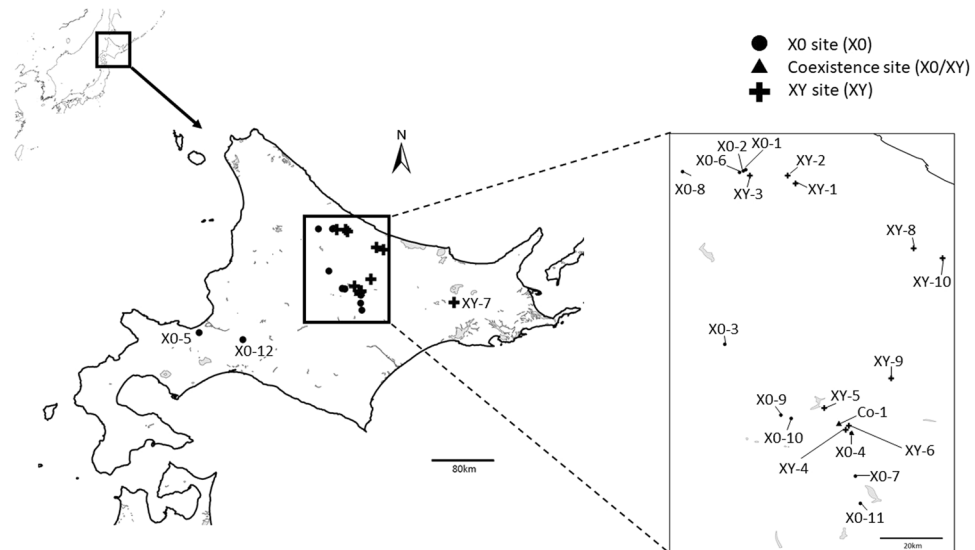 X0 site (X0)
Coexistence site (X0/XY)
XY site (XY)
N
X0-5
X0-12
XY-7
80km
X0-2
X0-1
X0-6
XY-2
X0-8
XY-3
XY-1
XY-8
XY-10
X0-3
XY-9
XY-5
X0-9
Co-1
X0-10
XY-4
X0-4
XY-6
X0-7
X0-11
20km